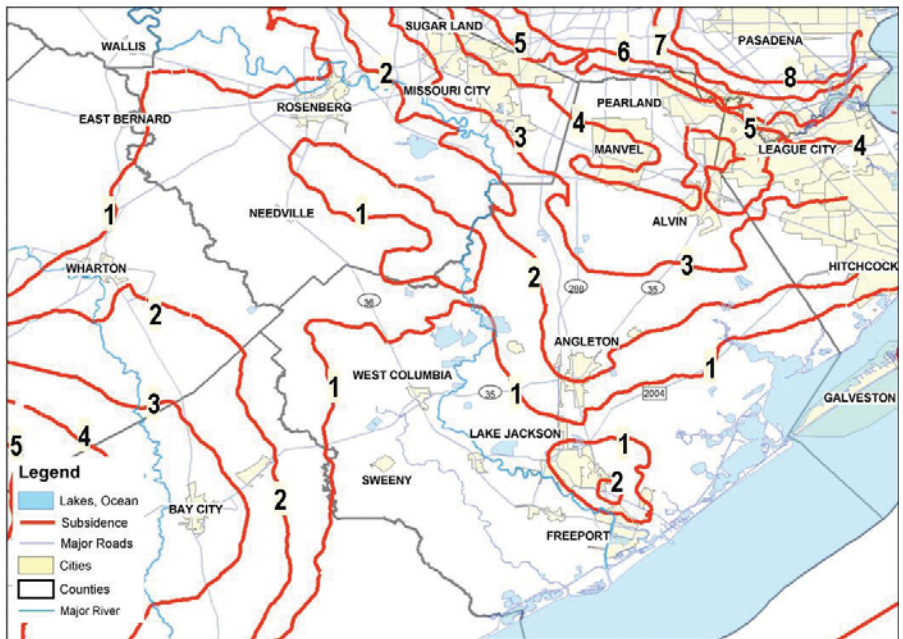 SUGAR LAND
5
6
7
PASADENA
WALLIS
2
8
MISSOURI CITY
ROSENBERG
PEARLAND
EAST BERNARD
3
4
5
MANVEL
LEAGUE CITY
4
1
NEEDVILLE
1
ALVIN
WHARTON
2
3
HITCHCOCK
2
36
288
35
ANGLETON
WEST COLUMBIA
1
1
1
3
35
2004
GALVESTON
5
4
LAKE JACKSON
1
Legend
Lakes, Ocean
Subsidence
Major Roads
Cities
Counties
Major River
SWEENY
2
2
BAY CITY
FREEPORT